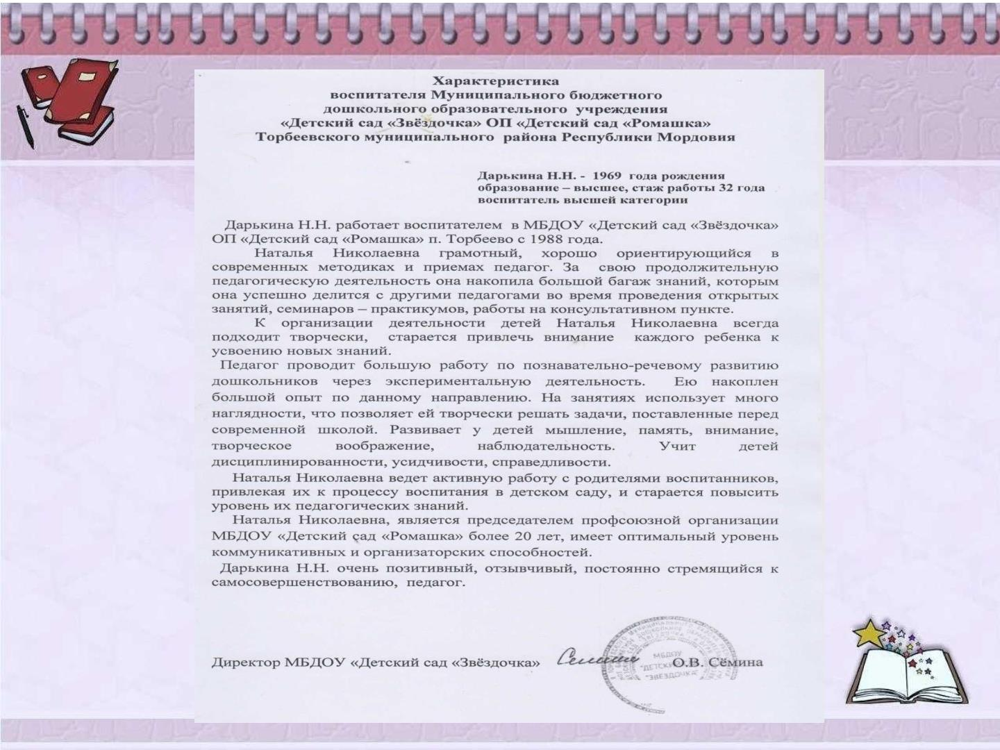 Характеристика
воспитателя Муниципального бюджетного
дошкольного образовательного учреждения
«Детский сад «Звёздочка» ОП «Детский сад «Ромашка»
Торбеевского муниципального района Республики Мордовия
Дарькина Н.Н. - 1969 года рождения
образование – высшее, стаж работы 32 года
воспитатель высшей категории
Дарькина Н.Н. работает воспитателем в МБДОУ «Детский сад «Звёздочка»
ОП «Детский сад «Ромашка» п. Торбеево с 1988 года.
Наталья Николаевна грамотный, хорошо ориентирующийся в
современных методиках и приемах педагог. За свою продолжительную
педагогическую деятельность она накопила большой багаж знаний, которым
она успешно делится с другими педагогами во время проведения открытых
занятий, семинаров – практикумов, работы на консультативном пункте.
К организации деятельности детей Наталья Николаевна всегда
подходит творчески, старается привлечь внимание каждого ребенка к
усвоению новых знаний.
Педагог проводит большую работу по познавательно-речевому развитию
дошкольников через экспериментальную деятельность. Ею накоплен
большой опыт по данному направлению. На занятиях использует много
наглядности, что позволяет ей творчески решать задачи, поставленные перед
современной школой. Развивает у детей мышление, память, внимание,
творческое воображение, наблюдательность. Учит детей
дисциплинированности, усидчивости, справедливости.
Наталья Николаевна ведет активную работу с родителями воспитанников,
привлекая их к процессу воспитания в детском саду, и старается повысить
уровень их педагогических знаний.
Наталья Николаевна, является председателем профсоюзной организации
МБДОУ «Детский сад «Ромашка» более 20 лет, имеет оптимальный уровень
коммуникативных и организаторских способностей.
Дарькина Н.Н. очень позитивный, отзывчивый, постоянно стремящийся к
самосовершенствованию, педагог.
Директор МБДОУ «Детский сад «Звёздочка» О.В. Сёмина
МБДОУ
"ЗВЁЗДОЧКА"